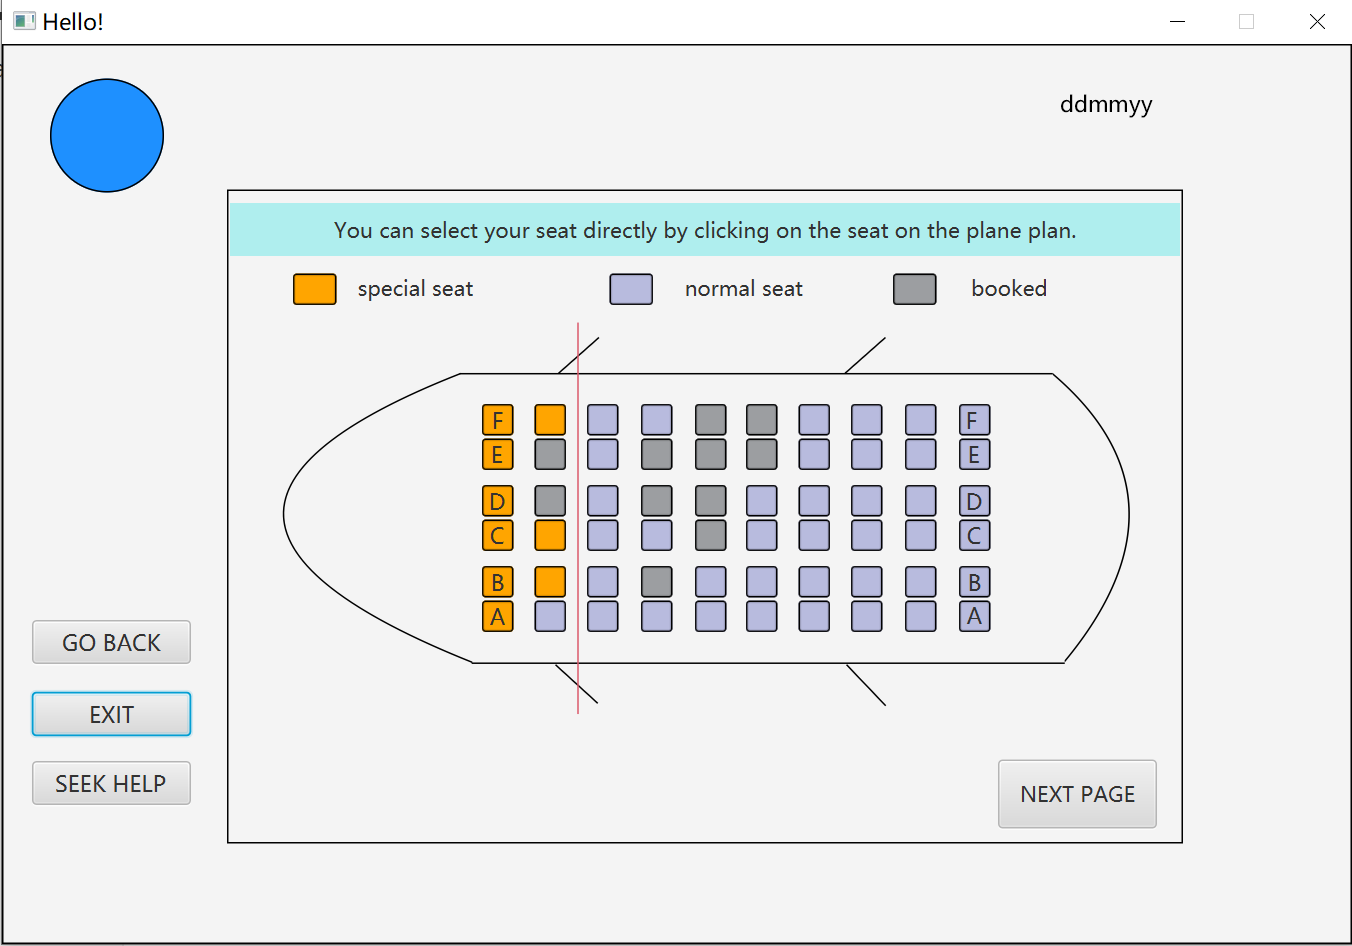 Hello!
ddmmyy
You can select your seat directly by clicking on the seat on the plane plan.
special seat normal seat booked
F F
E E
D D
C C
B B
A A
GO BACK
EXIT
SEEK HELP
NEXT PAGE